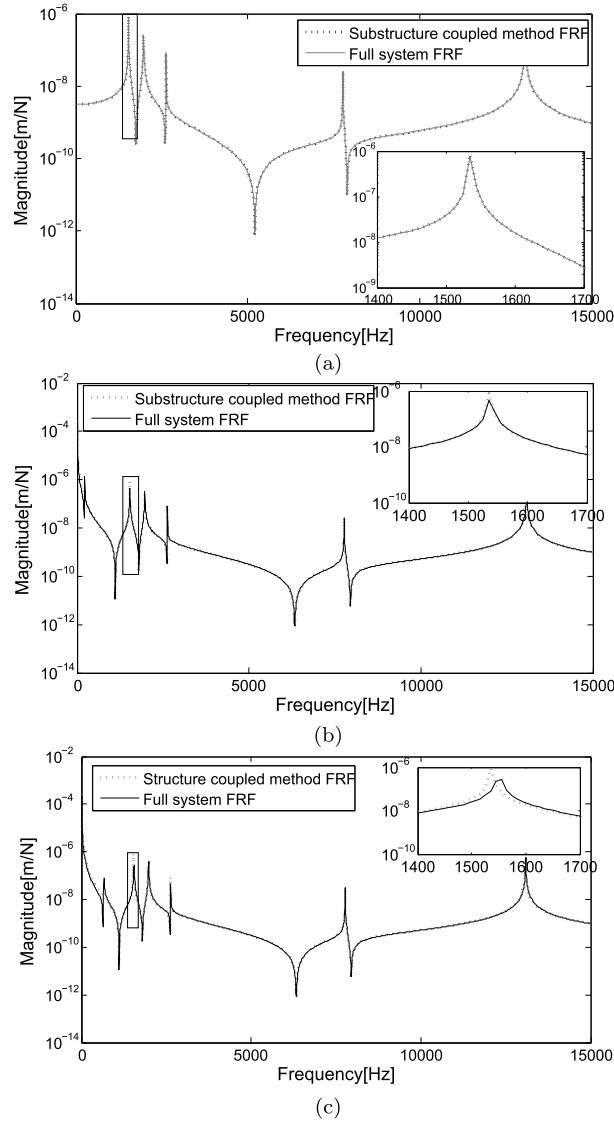 10^-6
10^-8
10^-10
10^-12
10^-14
Magnitude[m/N]
Substructure coupled method FRF
Full system FRF
10^-6
10^-7
10^-8
10^-9
1400 1500 1600 1700
0 5000 10000 15000
Frequency[Hz]
(a)
10^-2
10^-4
10^-6
10^-8
10^-10
10^-12
10^-14
Magnitude[m/N]
Substructure coupled method FRF
Full system FRF
10^-6
10^-8
10^-10
1400 1500 1600 1700
0 5000 10000 15000
Frequency[Hz]
(b)
10^-2
10^-4
10^-6
10^-8
10^-10
10^-12
10^-14
Magnitude[m/N]
Structure coupled method FRF
Full system FRF
10^-6
10^-8
10^-10
1400 1500 1600 1700
0 5000 10000 15000
Frequency[Hz]
(c)